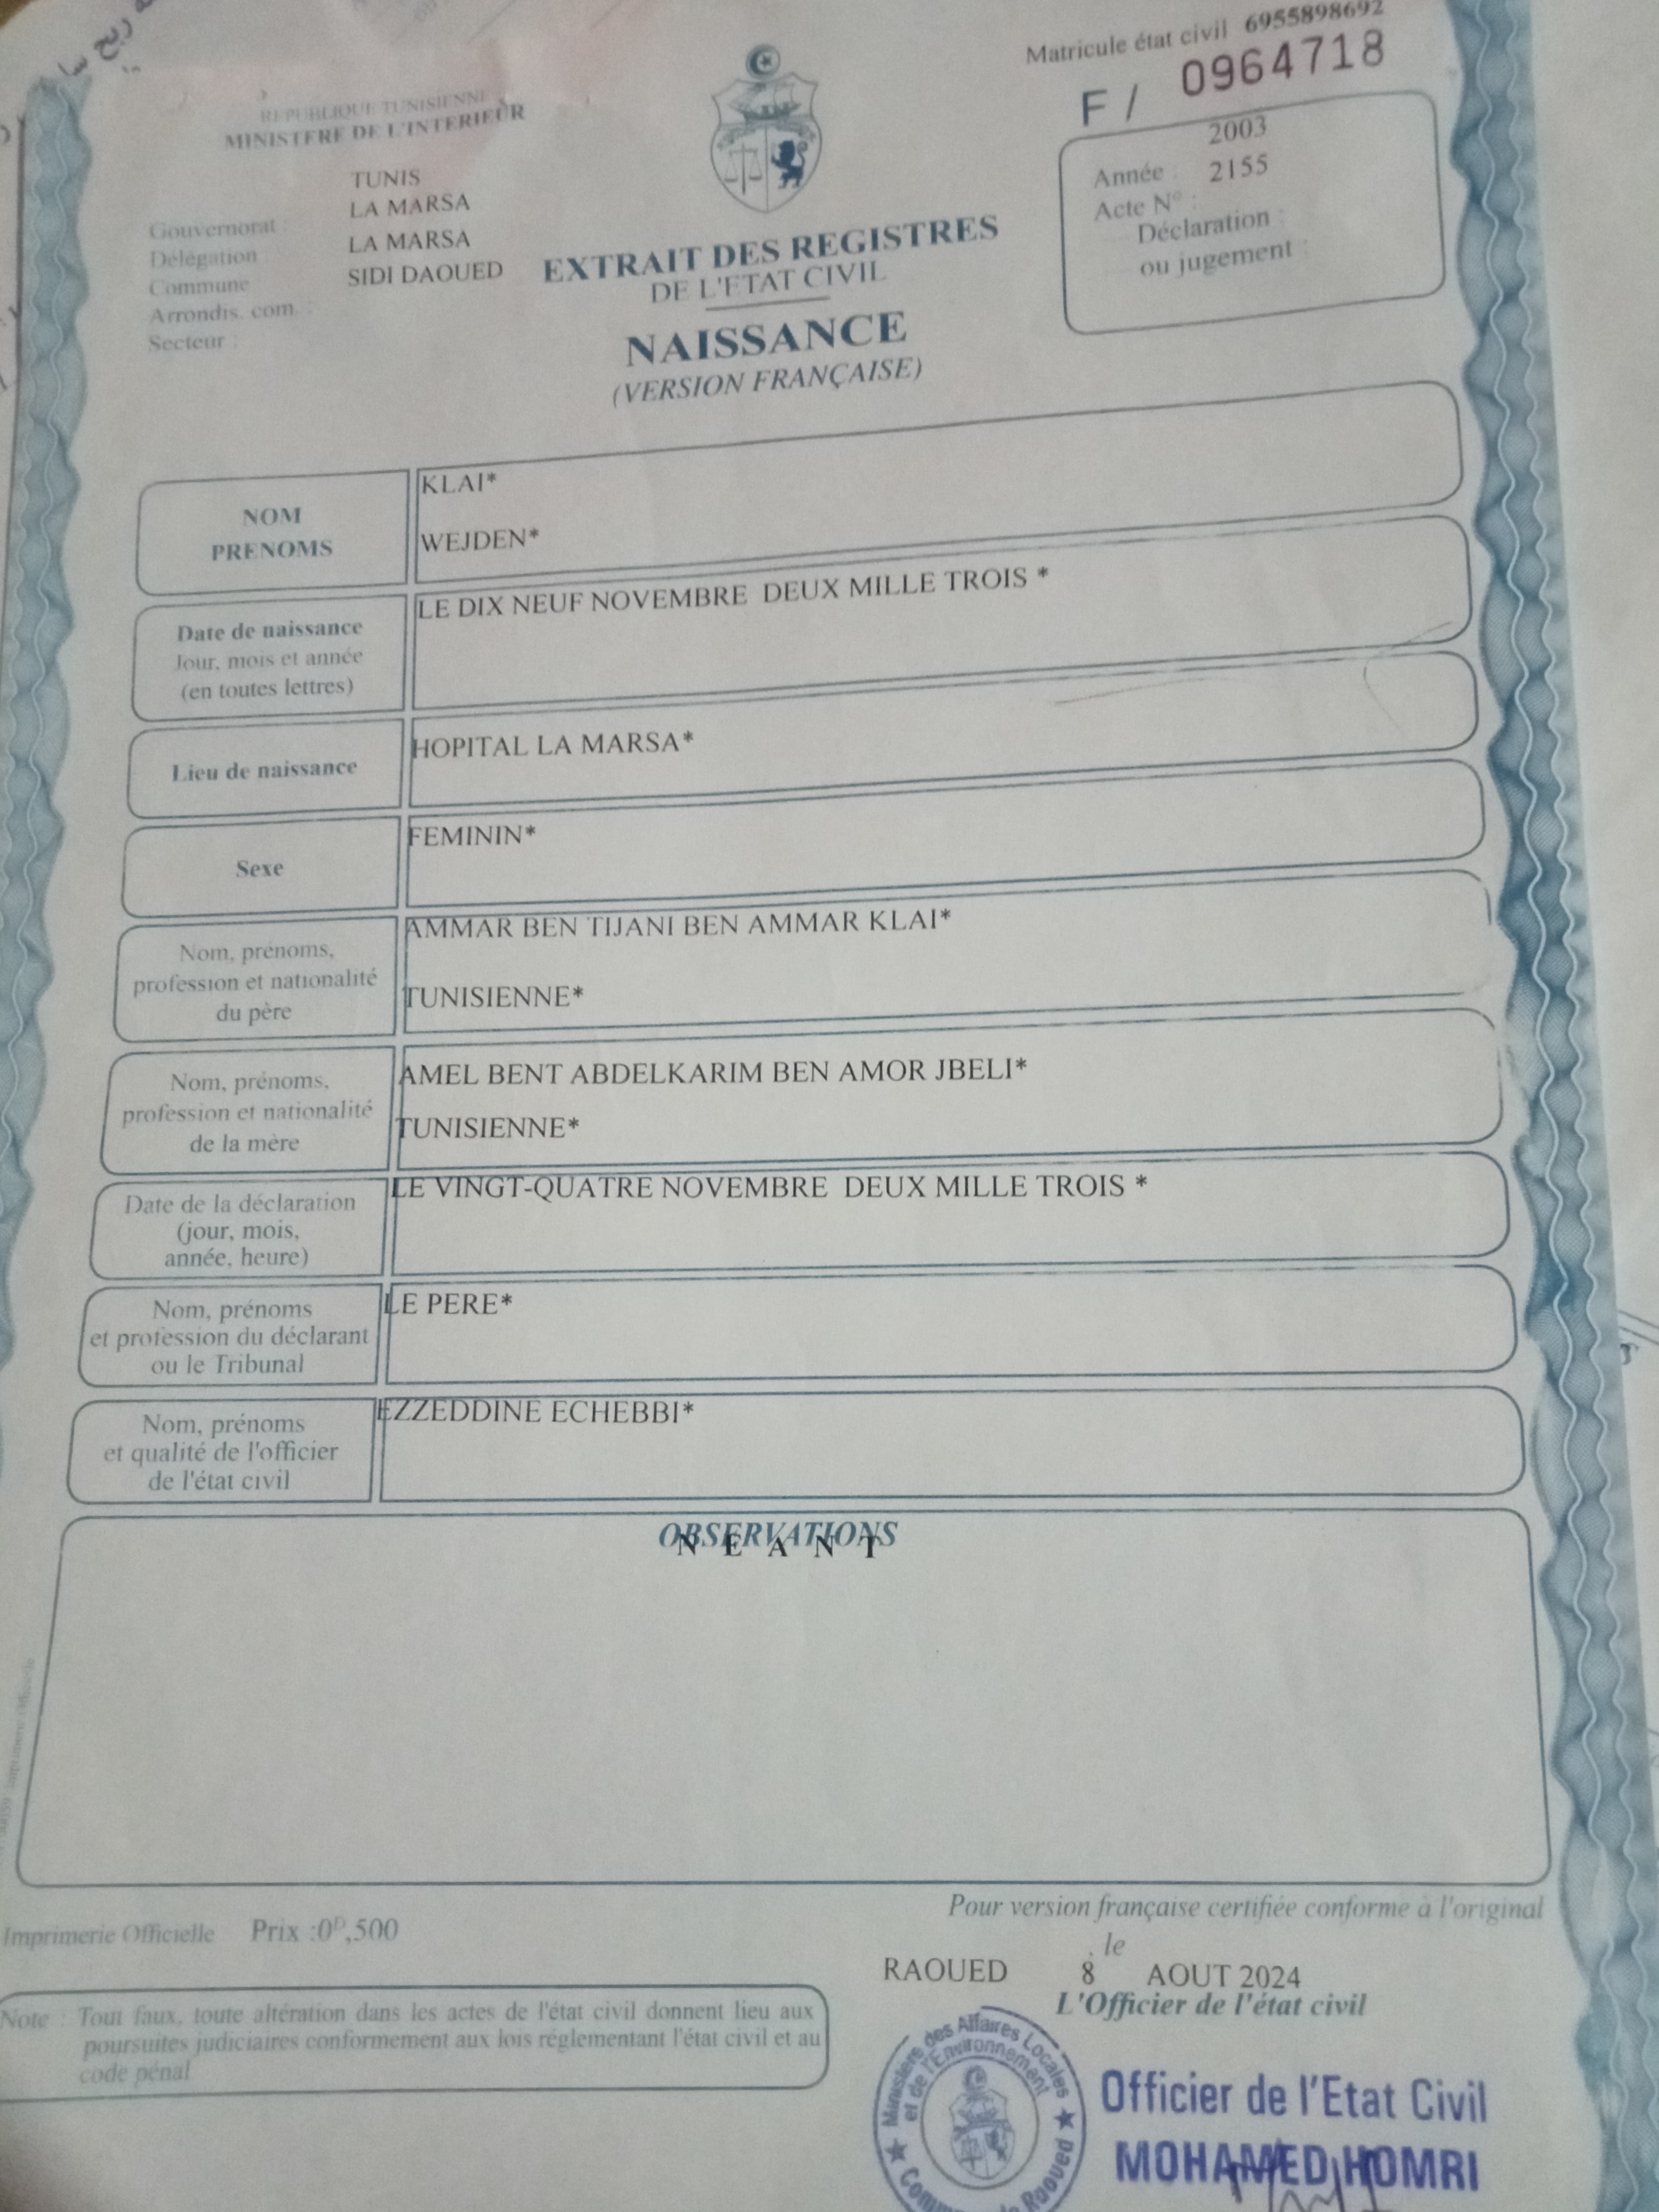 Matricule état civil 6955898692
F / 0964718
REPUBLIQUE TUNISIENNE
MINISTERE DE L'INTERIEUR
TUNIS
LA MARSA
Gouvernorat :
LA MARSA
Délégation :
SIDI DAOUED
Commune
Arrondis. com. :
Secteur :
2003
Année : 2155
Acte N° :
Déclaration :
ou jugement :
EXTRAIT DES REGISTRES
DE L'ETAT CIVIL
NAISSANCE
(VERSION FRANÇAISE)
NOM
PRENOMS
KLAI*
WEJDEN*
Date de naissance
Jour, mois et année
(en toutes lettres)
LE DIX NEUF NOVEMBRE DEUX MILLE TROIS *
Lieu de naissance
HOPITAL LA MARSA*
Sexe
FEMININ*
Nom, prénoms,
profession et nationalité
du père
AMMAR BEN TIJANI BEN AMMAR KLAI*
TUNISIENNE*
Nom, prénoms,
profession et nationalité
de la mère
AMEL BENT ABDELKARIM BEN AMOR JBELI*
TUNISIENNE*
Date de la déclaration
(jour, mois,
année, heure)
LE VINGT-QUATRE NOVEMBRE DEUX MILLE TROIS *
Nom, prénoms
et profession du déclarant
ou le Tribunal
LE PERE*
Nom, prénoms
et qualité de l'officier
de l'état civil
EZZEDDINE ECHEBBI*
OBSERVATIONS
N E A N T
Pour version française certifiée conforme à l'original
Imprimerie Officielle Prix :0D,500
, le
RAOUED 8 AOUT 2024
L'Officier de l'état civil
Note : Tout faux, toute altération dans les actes de l'état civil donnent lieu aux
poursuites judiciaires conformement aux lois réglementant l'état civil et au
code pénal
Ministère des Affaires Locales
et de l'Environnement
Raoued
Officier de l'Etat Civil
MOHAMED HOMRI